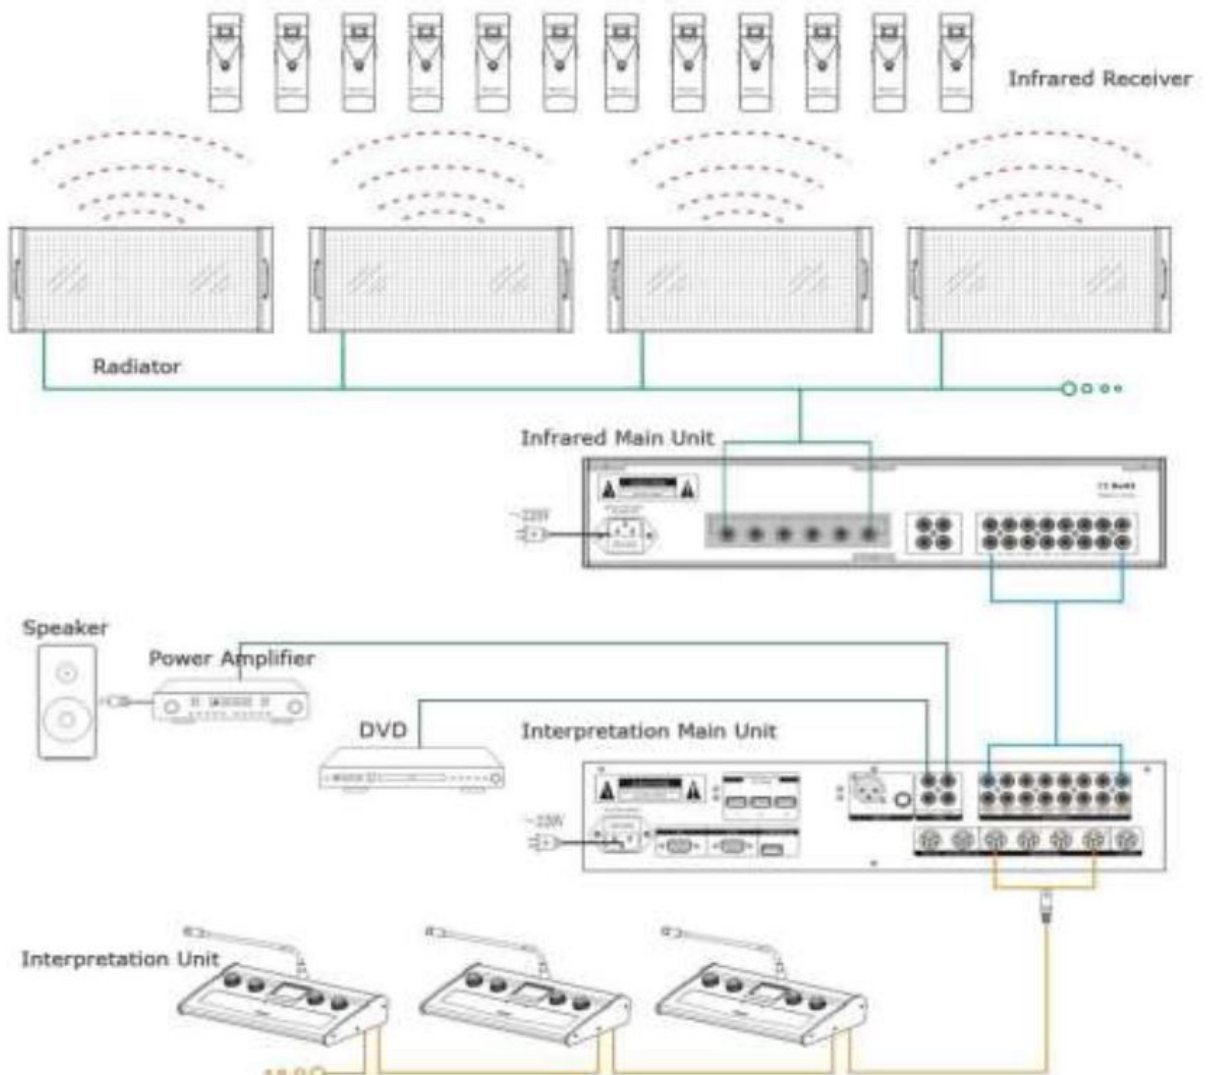 Infrared Receiver
Radiator
Infrared Main Unit
~220V
Speaker
Power Amplifier
DVD
Interpretation Main Unit
~220V
Interpretation Unit